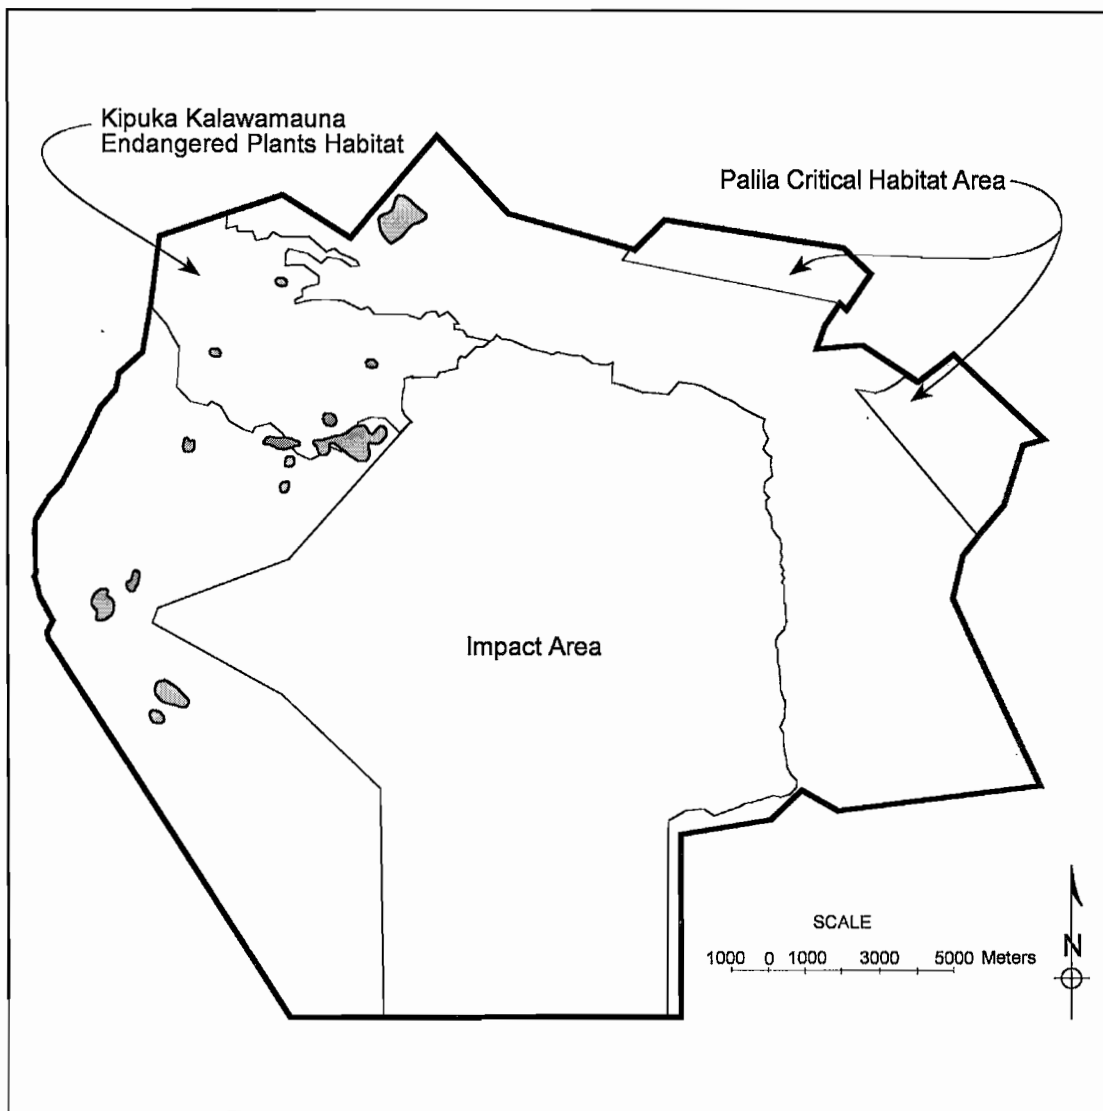 Kipuka Kalawamauna
Endangered Plants Habitat
Palila Critical Habitat Area
Impact Area
SCALE
1000 0 1000 3000 5000 Meters
N